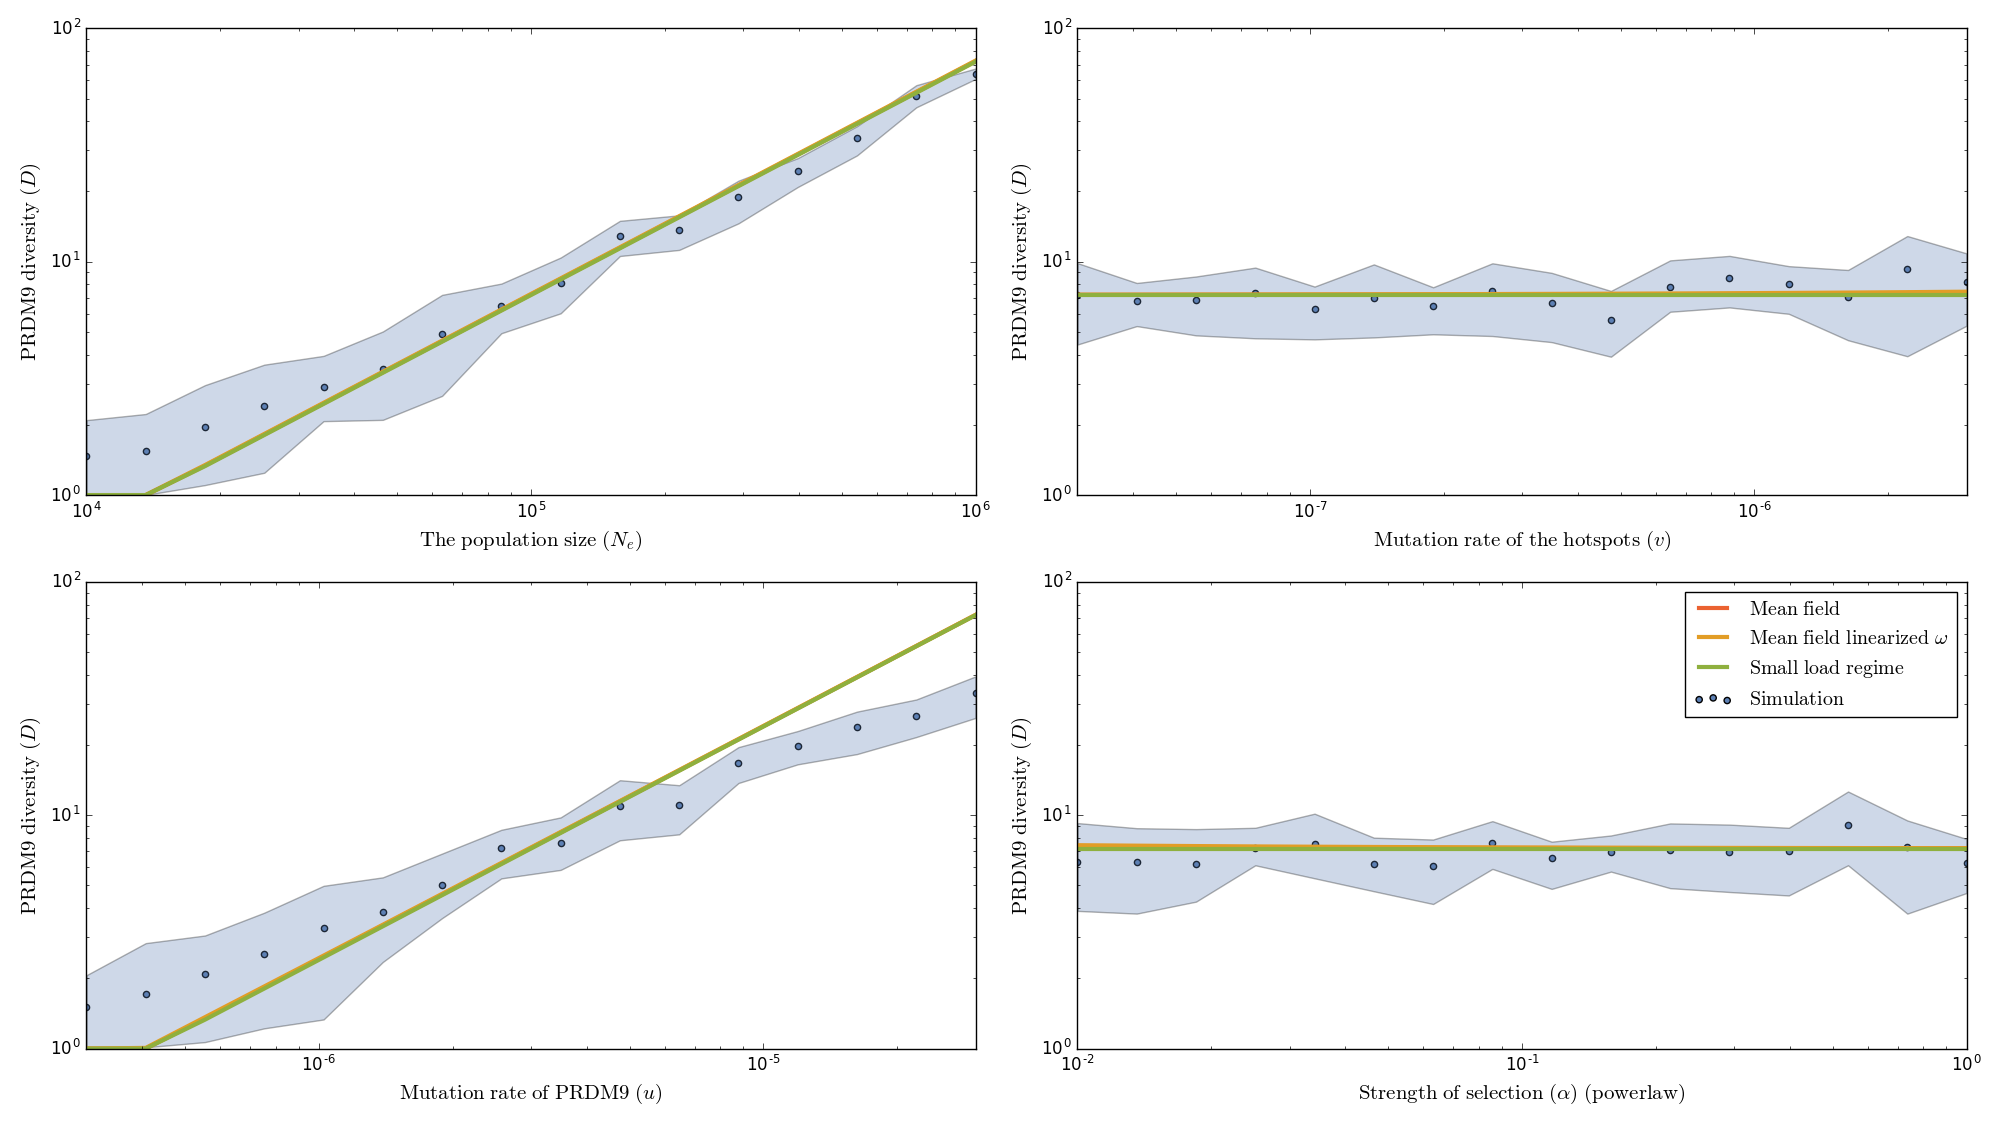 10^2
10^1
10^0
PRDM9 diversity (D)
10^4
10^5
10^6
The population size (N_e)
10^2
10^1
10^0
PRDM9 diversity (D)
10^-7
10^-6
Mutation rate of the hotspots (v)
10^2
10^1
10^0
PRDM9 diversity (D)
10^-6
10^-5
Mutation rate of PRDM9 (u)
10^2
10^1
10^0
PRDM9 diversity (D)
Mean field
Mean field linearized ω
Small load regime
Simulation
10^-2
10^-1
10^0
Strength of selection (α) (powerlaw)